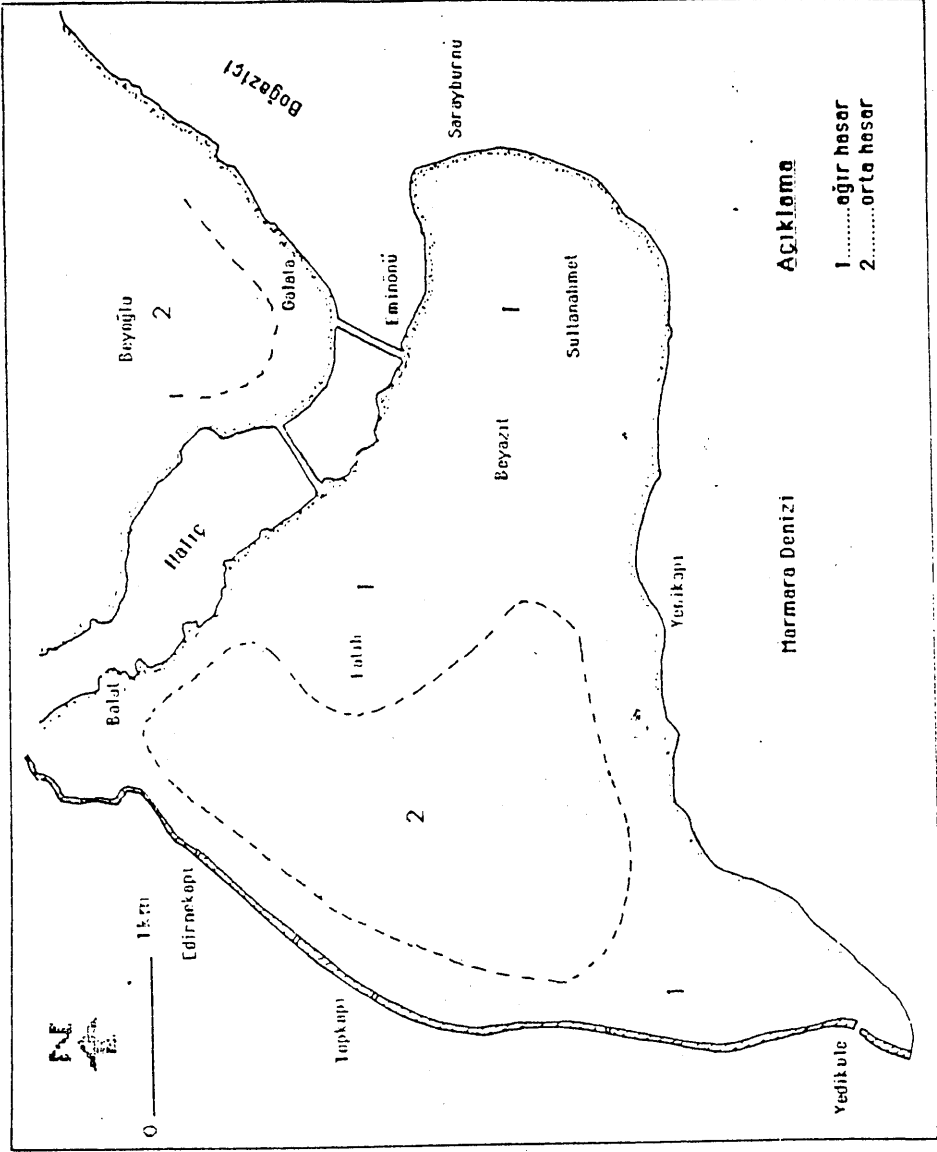 N
0 1 km
Boğaziçi
Beyoğlu
2
1
Galata
Haliç
Eminönü
Sarayburnu
Balat
Edirnekapı
Fatih
1
Beyazıt
1
Sultanahmet
Topkapı
2
Yenikapı
1
Yedikule
Marmara Denizi
Açıklama
1.........ağır hasar
2.........orta hasar